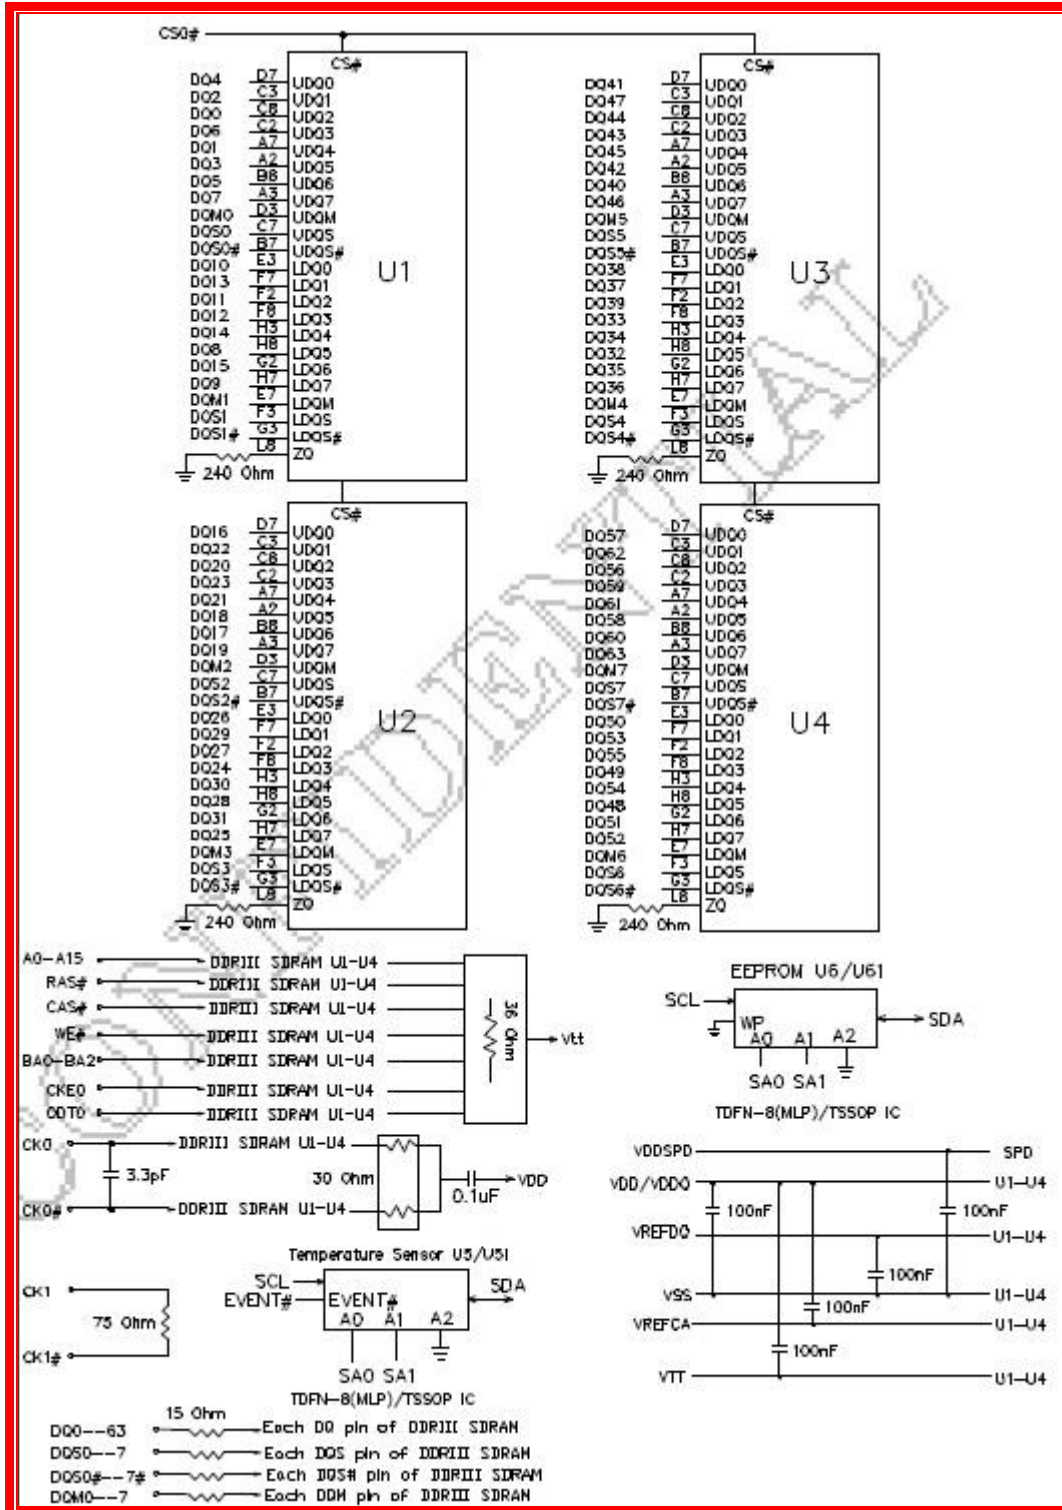 CS0#
CS#
DQ4 D7 UDQ0
DQ2 C3 UDQ1
DQ0 C8 UDQ2
DQ6 C2 UDQ3
DQ1 A7 UDQ4
DQ3 A2 UDQ5
DQ5 B8 UDQ6
DQ7 A3 UDQ7
DQM0 D3 UDQM
DQS0 C7 UDQS
DQS0# B7 UDQS#
DQ10 E3 LDQ0
DQ13 F7 LDQ1
DQ11 F2 LDQ2
DQ12 F8 LDQ3
DQ14 H3 LDQ4
DQ8 H8 LDQ5
DQ15 G2 LDQ6
DQ9 H7 LDQ7
DQM1 E7 LDQM
DQS1 F3 LDQS
DQS1# G3 LDQS#
L8 ZQ
240 Ohm
U1
CS#
DQ41 D7 UDQ0
DQ47 C3 UDQ1
DQ44 C8 UDQ2
DQ43 C2 UDQ3
DQ45 A7 UDQ4
DQ42 A2 UDQ5
DQ40 B8 UDQ6
DQ46 A3 UDQ7
DQM5 D3 UDQM
DQS5 C7 UDQS
DQS5# B7 UDQS#
DQ38 E3 LDQ0
DQ37 F7 LDQ1
DQ39 F2 LDQ2
DQ33 F8 LDQ3
DQ34 H3 LDQ4
DQ32 H8 LDQ5
DQ35 G2 LDQ6
DQ36 H7 LDQ7
DQM4 E7 LDQM
DQS4 F3 LDQS
DQS4# G3 LDQS#
L8 ZQ
240 Ohm
U3
CS#
DQ16 D7 UDQ0
DQ22 C3 UDQ1
DQ20 C8 UDQ2
DQ23 C2 UDQ3
DQ21 A7 UDQ4
DQ18 A2 UDQ5
DQ17 B8 UDQ6
DQ19 A3 UDQ7
DQM2 D3 UDQM
DQS2 C7 UDQS
DQS2# B7 UDQS#
DQ26 E3 LDQ0
DQ29 F7 LDQ1
DQ27 F2 LDQ2
DQ24 F8 LDQ3
DQ30 H3 LDQ4
DQ28 H8 LDQ5
DQ31 G2 LDQ6
DQ25 H7 LDQ7
DQM3 E7 LDQM
DQS3 F3 LDQS
DQS3# G3 LDQS#
L8 ZQ
240 Ohm
U2
CS#
DQ57 D7 UDQ0
DQ62 C3 UDQ1
DQ56 C8 UDQ2
DQ59 C2 UDQ3
DQ61 A7 UDQ4
DQ58 A2 UDQ5
DQ60 B8 UDQ6
DQ63 A3 UDQ7
DQM7 D3 UDQM
DQS7 C7 UDQS
DQS7# B7 UDQS#
DQ50 E3 LDQ0
DQ53 F7 LDQ1
DQ55 F2 LDQ2
DQ49 F8 LDQ3
DQ54 H3 LDQ4
DQ48 H8 LDQ5
DQ51 G2 LDQ6
DQ52 H7 LDQ7
DQM6 E7 LDQM
DQS6 F3 LDQS
DQS6# G3 LDQS#
L8 ZQ
240 Ohm
U4
CONFIDENTIAL
A0-A15 DDRIII SDRAM U1-U4
RAS# DDRIII SDRAM U1-U4
CAS# DDRIII SDRAM U1-U4
WE# DDRIII SDRAM U1-U4
BA0-BA2 DDRIII SDRAM U1-U4
CKE0 DDRIII SDRAM U1-U4
ODT0 DDRIII SDRAM U1-U4
36 Ohm
Vtt
CK0 DDRIII SDRAM U1-U4
3.3pF
30 Ohm
0.1uF
VDD
CK0# DDRIII SDRAN U1-U4
EEPROM U6/U61
SCL
WP
A0 A1 A2
SDA
SA0 SA1
TDFN-8(MLP)/TSSOP IC
Temperature Sensor U5/U51
SCL
EVENT# EVENT#
A0 A1 A2
SDA
SA0 SA1
TDFN-8(MLP)/TSSOP IC
CK1
75 Ohm
CK1#
VDDSPD SPD
VDD/VDDQ U1-U4
100nF 100nF
VREFDQ U1-U4
100nF
VSS U1-U4
100nF
VREFCA U1-U4
100nF
VTT U1-U4
15 Ohm
DQ0--63 Each DQ pin of DDRIII SDRAN
DQS0--7 Each DQS pin of DDRIII SDRAN
DQS0#--7# Each DQS# pin of DDRIII SDRAM
DQM0--7 Each DQM pin of DDRIII SDRAN